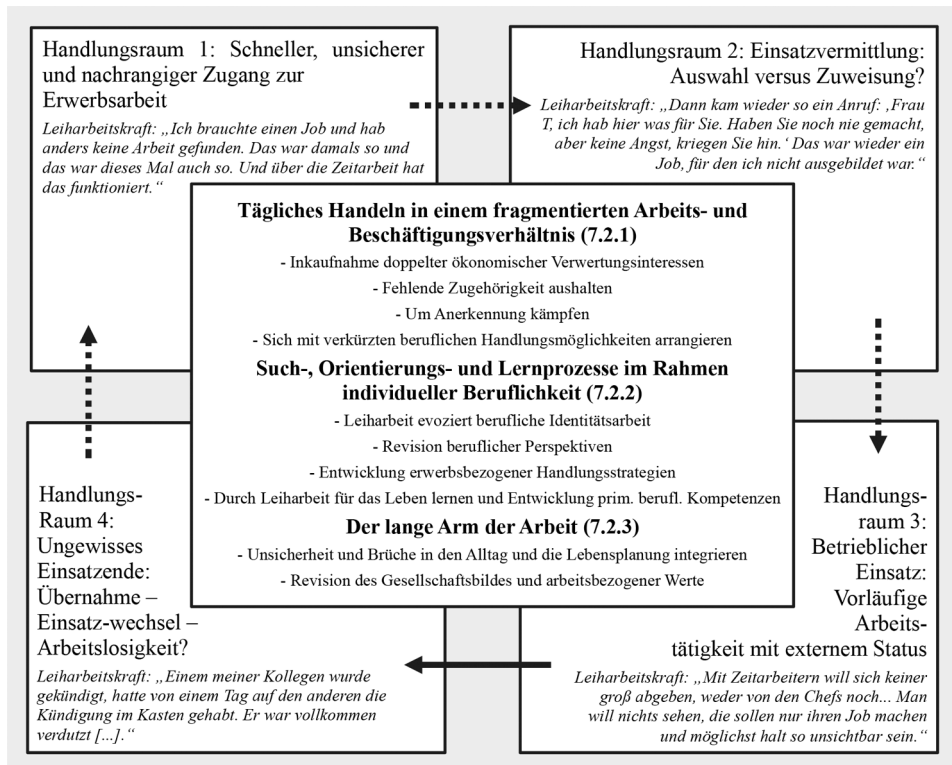 Handlungsraum 1: Schneller, unsicherer
und nachrangiger Zugang zur
Erwerbsarbeit
Leiharbeitskraft: „Ich brauchte einen Job und hab
anders keine Arbeit gefunden. Das war damals so und
das war dieses Mal auch so. Und über die Zeitarbeit hat
das funktioniert.“
Handlungsraum 2: Einsatzvermittlung:
Auswahl versus Zuweisung?
Leiharbeitskraft: „Dann kam wieder so ein Anruf: ‚Frau
T, ich hab hier was für Sie. Haben Sie noch nie gemacht,
aber keine Angst, kriegen Sie hin.‘ Das war wieder ein
Job, für den ich nicht ausgebildet war.“
Tägliches Handeln in einem fragmentierten Arbeits- und
Beschäftigungsverhältnis (7.2.1)
- Inkaufnahme doppelter ökonomischer Verwertungsinteressen
- Fehlende Zugehörigkeit aushalten
- Um Anerkennung kämpfen
- Sich mit verkürzten beruflichen Handlungsmöglichkeiten arrangieren
Such-, Orientierungs- und Lernprozesse im Rahmen
individueller Beruflichkeit (7.2.2)
- Leiharbeit evoziert berufliche Identitätsarbeit
- Revision beruflicher Perspektiven
- Entwicklung erwerbsbezogener Handlungsstrategien
- Durch Leiharbeit für das Leben lernen und Entwicklung prim. berufl. Kompetenzen
Der lange Arm der Arbeit (7.2.3)
- Unsicherheit und Brüche in den Alltag und die Lebensplanung integrieren
- Revision des Gesellschaftsbildes und arbeitsbezogener Werte
Handlungs-
raum 3:
Betrieblicher
Einsatz:
Vorläufige
Arbeits-
tätigkeit mit externem Status
Leiharbeitskraft: „Mit Zeitarbeitern will sich keiner
groß abgeben, weder von den Chefs noch... Man
will nichts sehen, die sollen nur ihren Job machen
und möglichst halt so unsichtbar sein.“
Handlungs-
Raum 4:
Ungewisses
Einsatzende:
Übernahme –
Einsatz-wechsel –
Arbeitslosigkeit?
Leiharbeitskraft: „Einem meiner Kollegen wurde
gekündigt, hatte von einem Tag auf den anderen die
Kündigung im Kasten gehabt. Er war vollkommen
verdutzt [...].“